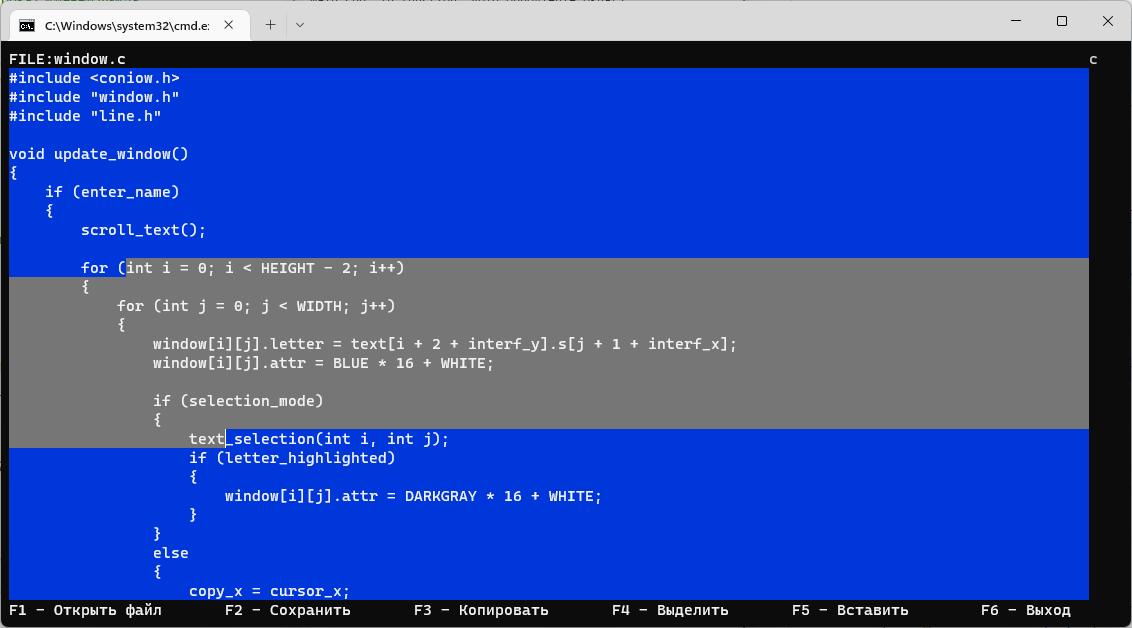 C:\Windows\system32\cmd.e
FILE:window.c c
#include <coniow.h>
#include "window.h"
#include "line.h"

void update_window()
{
    if (enter_name)
    {
        scroll_text();

        for (int i = 0; i < HEIGHT - 2; i++)
        {
            for (int j = 0; j < WIDTH; j++)
            {
                window[i][j].letter = text[i + 2 + interf_y].s[j + 1 + interf_x];
                window[i][j].attr = BLUE * 16 + WHITE;

                if (selection_mode)
                {
                    text_selection(int i, int j);
                    if (letter_highlighted)
                    {
                        window[i][j].attr = DARKGRAY * 16 + WHITE;
                    }
                }
                else
                {
                    copy_x = cursor_x;
F1 - Открыть файл F2 - Сохранить F3 - Копировать F4 - Выделить F5 - Вставить F6 - Выход